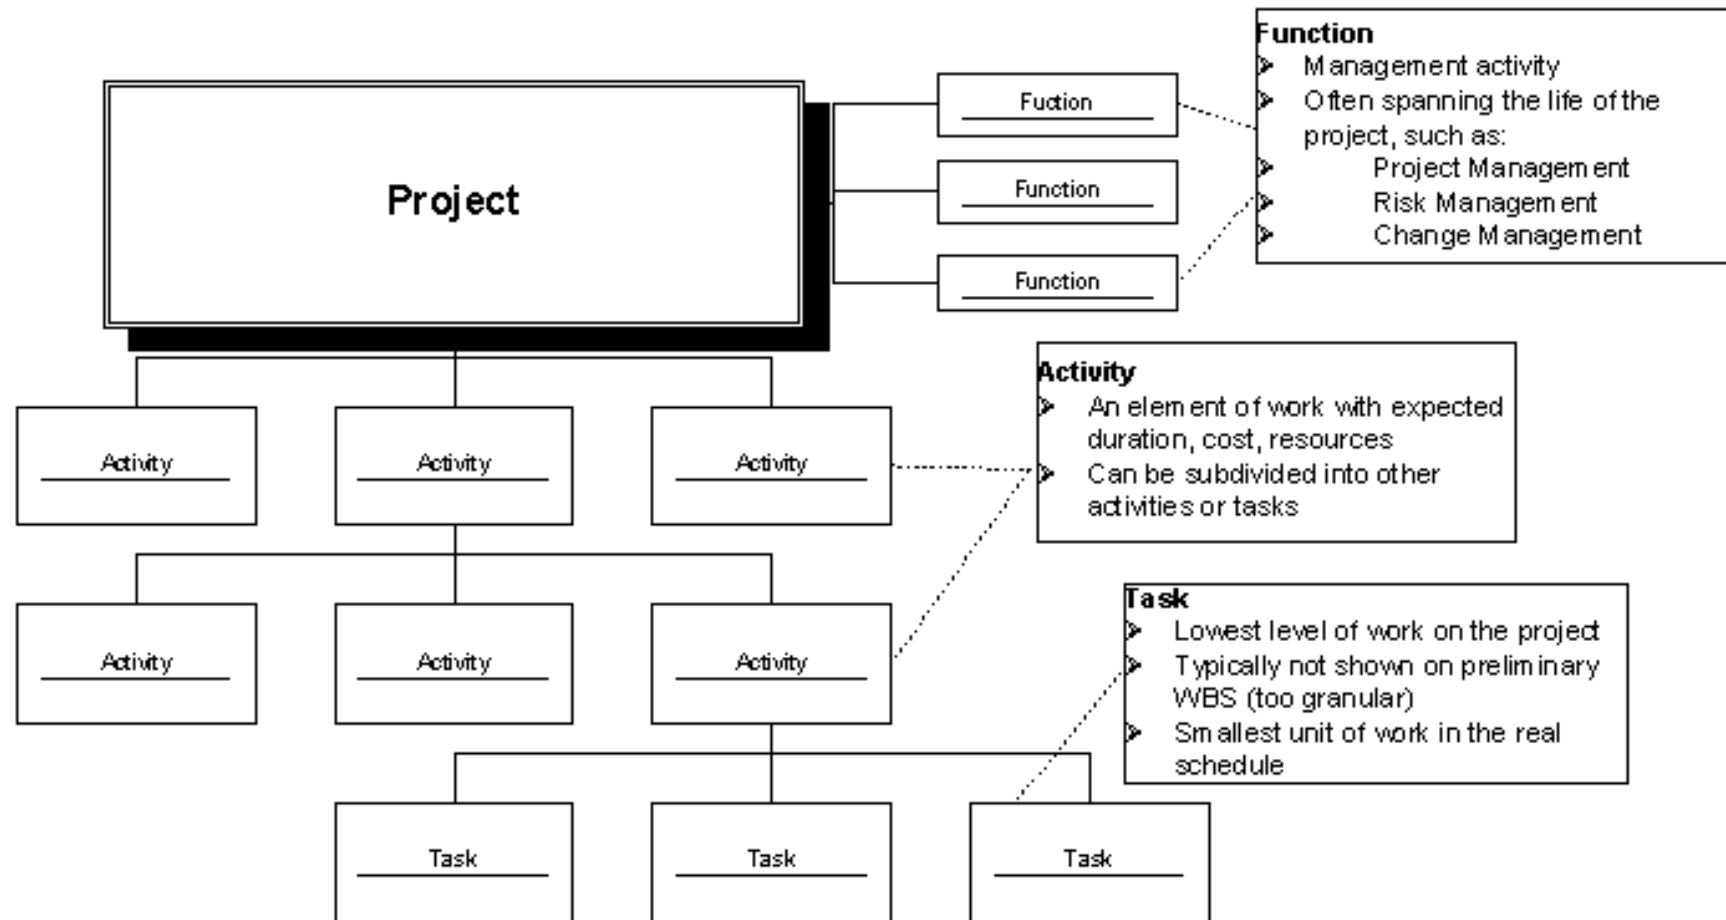 Function
Management activity
Often spanning the life of the
project, such as:
Project Management
Risk Management
Change Management
Project
Fuction
Function
Function
Activity
An element of work with expected
duration, cost, resources
Can be subdivided into other
activities or tasks
Activity
Activity
Activity
Task
Lowest level of work on the project
Typically not shown on preliminary
WBS (too granular)
Smallest unit of work in the real
schedule
Activity
Activity
Activity
Task
Task
Task